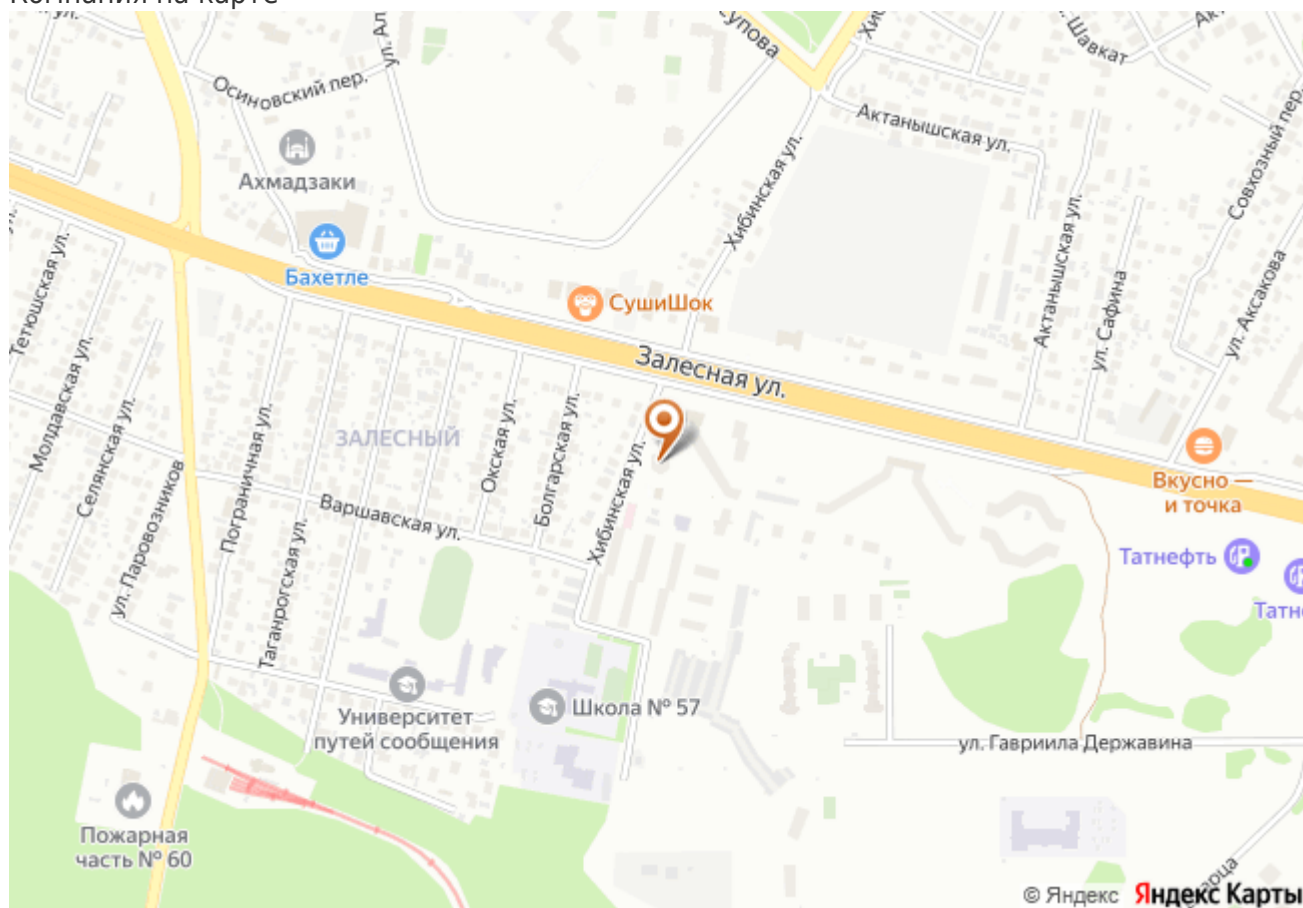 Компания на карте
Осиновский пер.
Шавкат
Актанышская ул.
Хибинская ул.
Совхозный пер.
Ахмадзаки
Бахетле
СушиШок
Актанышская ул.
ул. Сафина
ул. Аксакова
Тетюшская ул.
Залесная ул.
Молдавская ул.
Селянская ул.
ул. Паровозников
Пограничная ул.
Таганрогская ул.
ЗАЛЕСНЫЙ
Окская ул.
Болгарская ул.
Хибинская ул.
Варшавская ул.
Вкусно —
и точка
Татнефть
Университет
путей сообщения
Школа № 57
ул. Гавриила Державина
Пожарная
часть № 60
© Яндекс Яндекс Карты